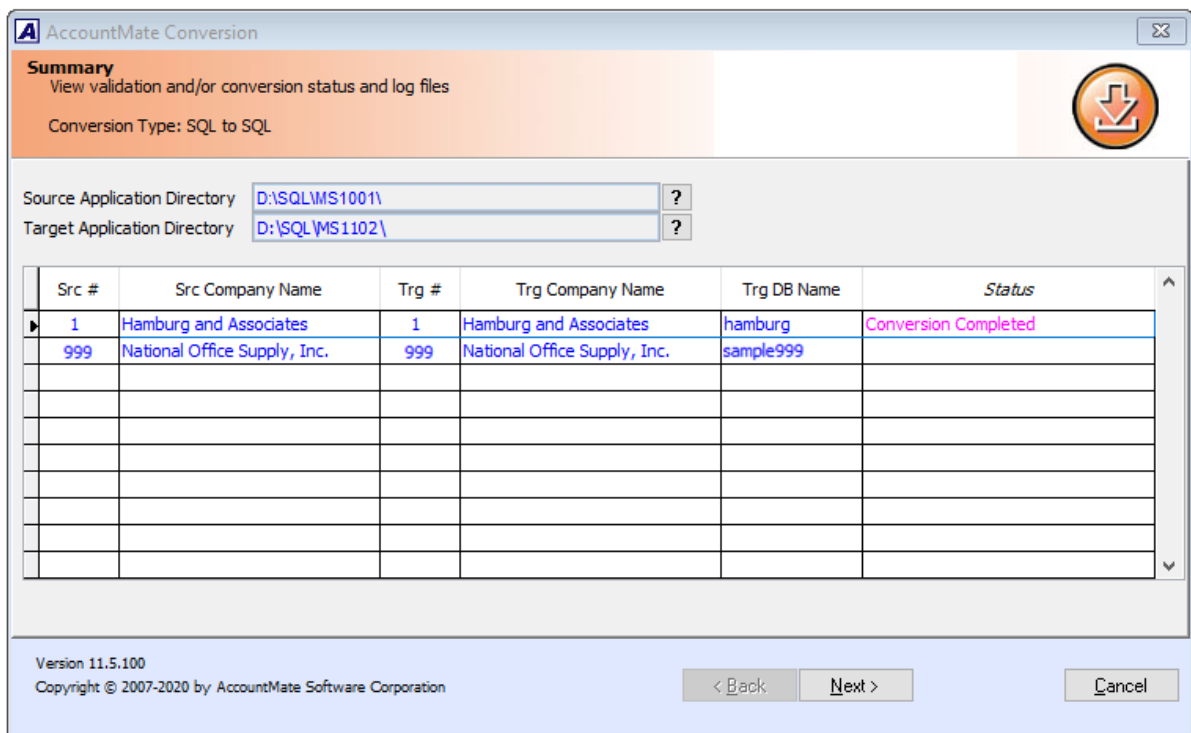 AccountMate Conversion
Summary
View validation and/or conversion status and log files
Conversion Type: SQL to SQL
Source Application Directory D:\SQL\MS1001\ ?
Target Application Directory D:\SQL\MS1102\ ?
Src # Src Company Name Trg # Trg Company Name Trg DB Name Status
1 Hamburg and Associates 1 Hamburg and Associates hamburg Conversion Completed
999 National Office Supply, Inc. 999 National Office Supply, Inc. sample999
Version 11.5.100
Copyright © 2007-2020 by AccountMate Software Corporation
< Back Next > Cancel